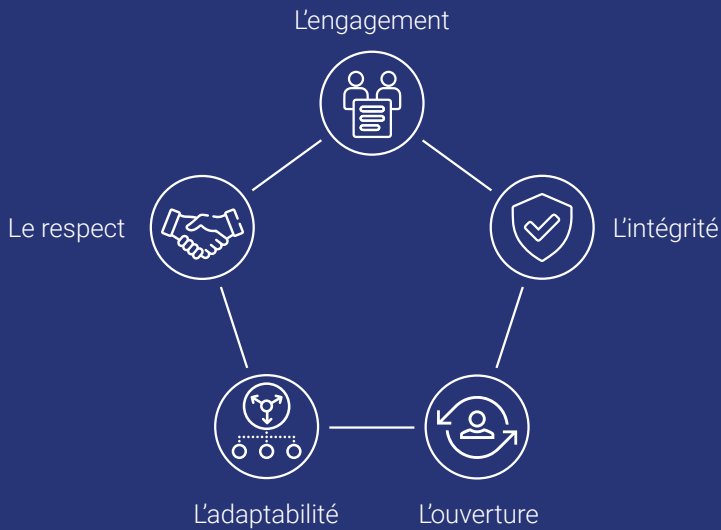 L'engagement
Le respect
L'intégrité
L'adaptabilité
L'ouverture